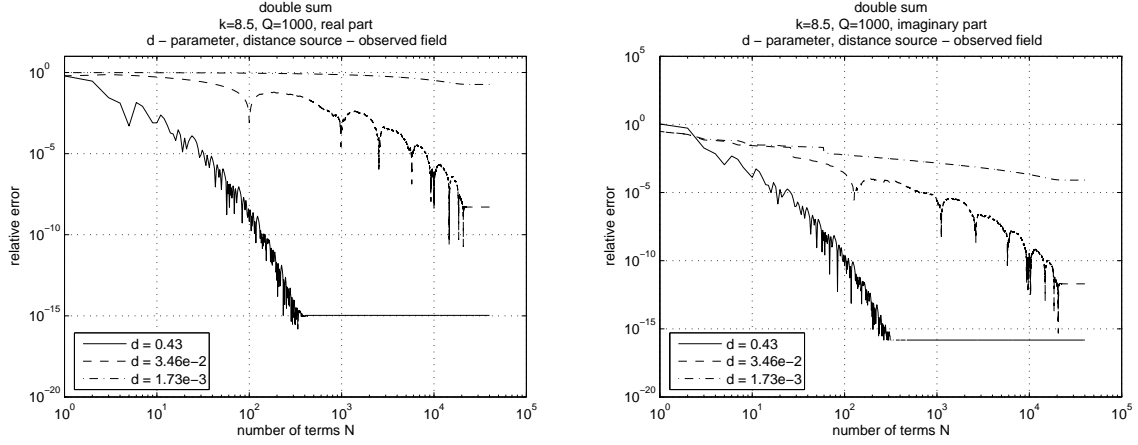 double sum
k=8.5, Q=1000, real part
d − parameter, distance source − observed field
10^0
10^−5
10^−10
10^−15
10^−20
relative error
d = 0.43
d = 3.46e−2
d = 1.73e−3
10^0
10^1
10^2
10^3
10^4
10^5
number of terms N
double sum
k=8.5, Q=1000, imaginary part
d − parameter, distance source − observed field
10^5
10^0
10^−5
10^−10
10^−15
10^−20
relative error
d = 0.43
d = 3.46e−2
d = 1.73e−3
10^0
10^1
10^2
10^3
10^4
10^5
number of terms N